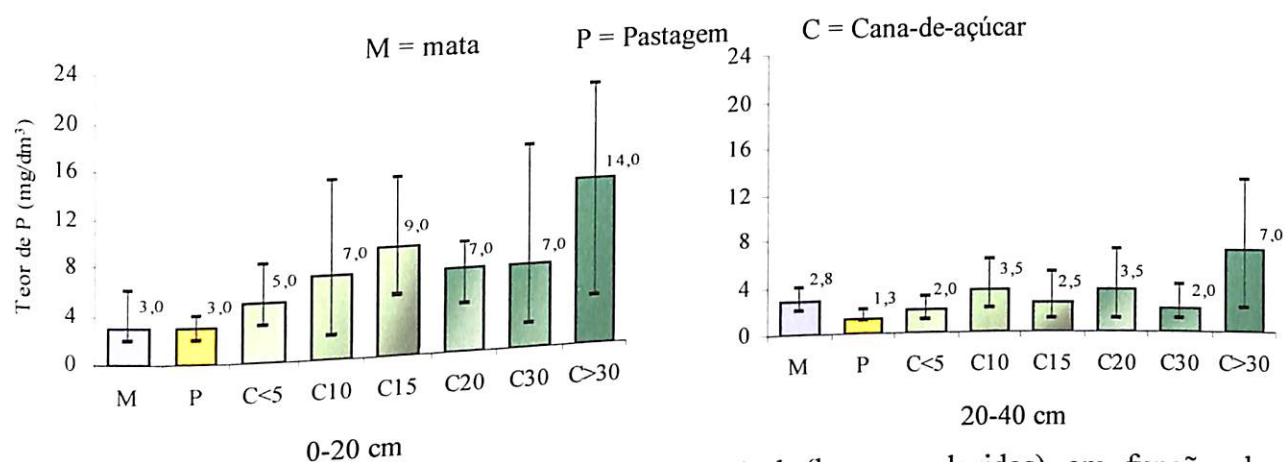 M = mata P = Pastagem C = Cana-de-açúcar
Teor de P (mg/dm³)
24
20
16
12
8
4
0
3,0 3,0 5,0 7,0 9,0 7,0 7,0 14,0
M P C<5 C10 C15 C20 C30 C>30
0-20 cm
24
20
16
12
8
4
0
2,8 1,3 2,0 3,5 2,5 3,5 2,0 7,0
M P C<5 C10 C15 C20 C30 C>30
20-40 cm
em função